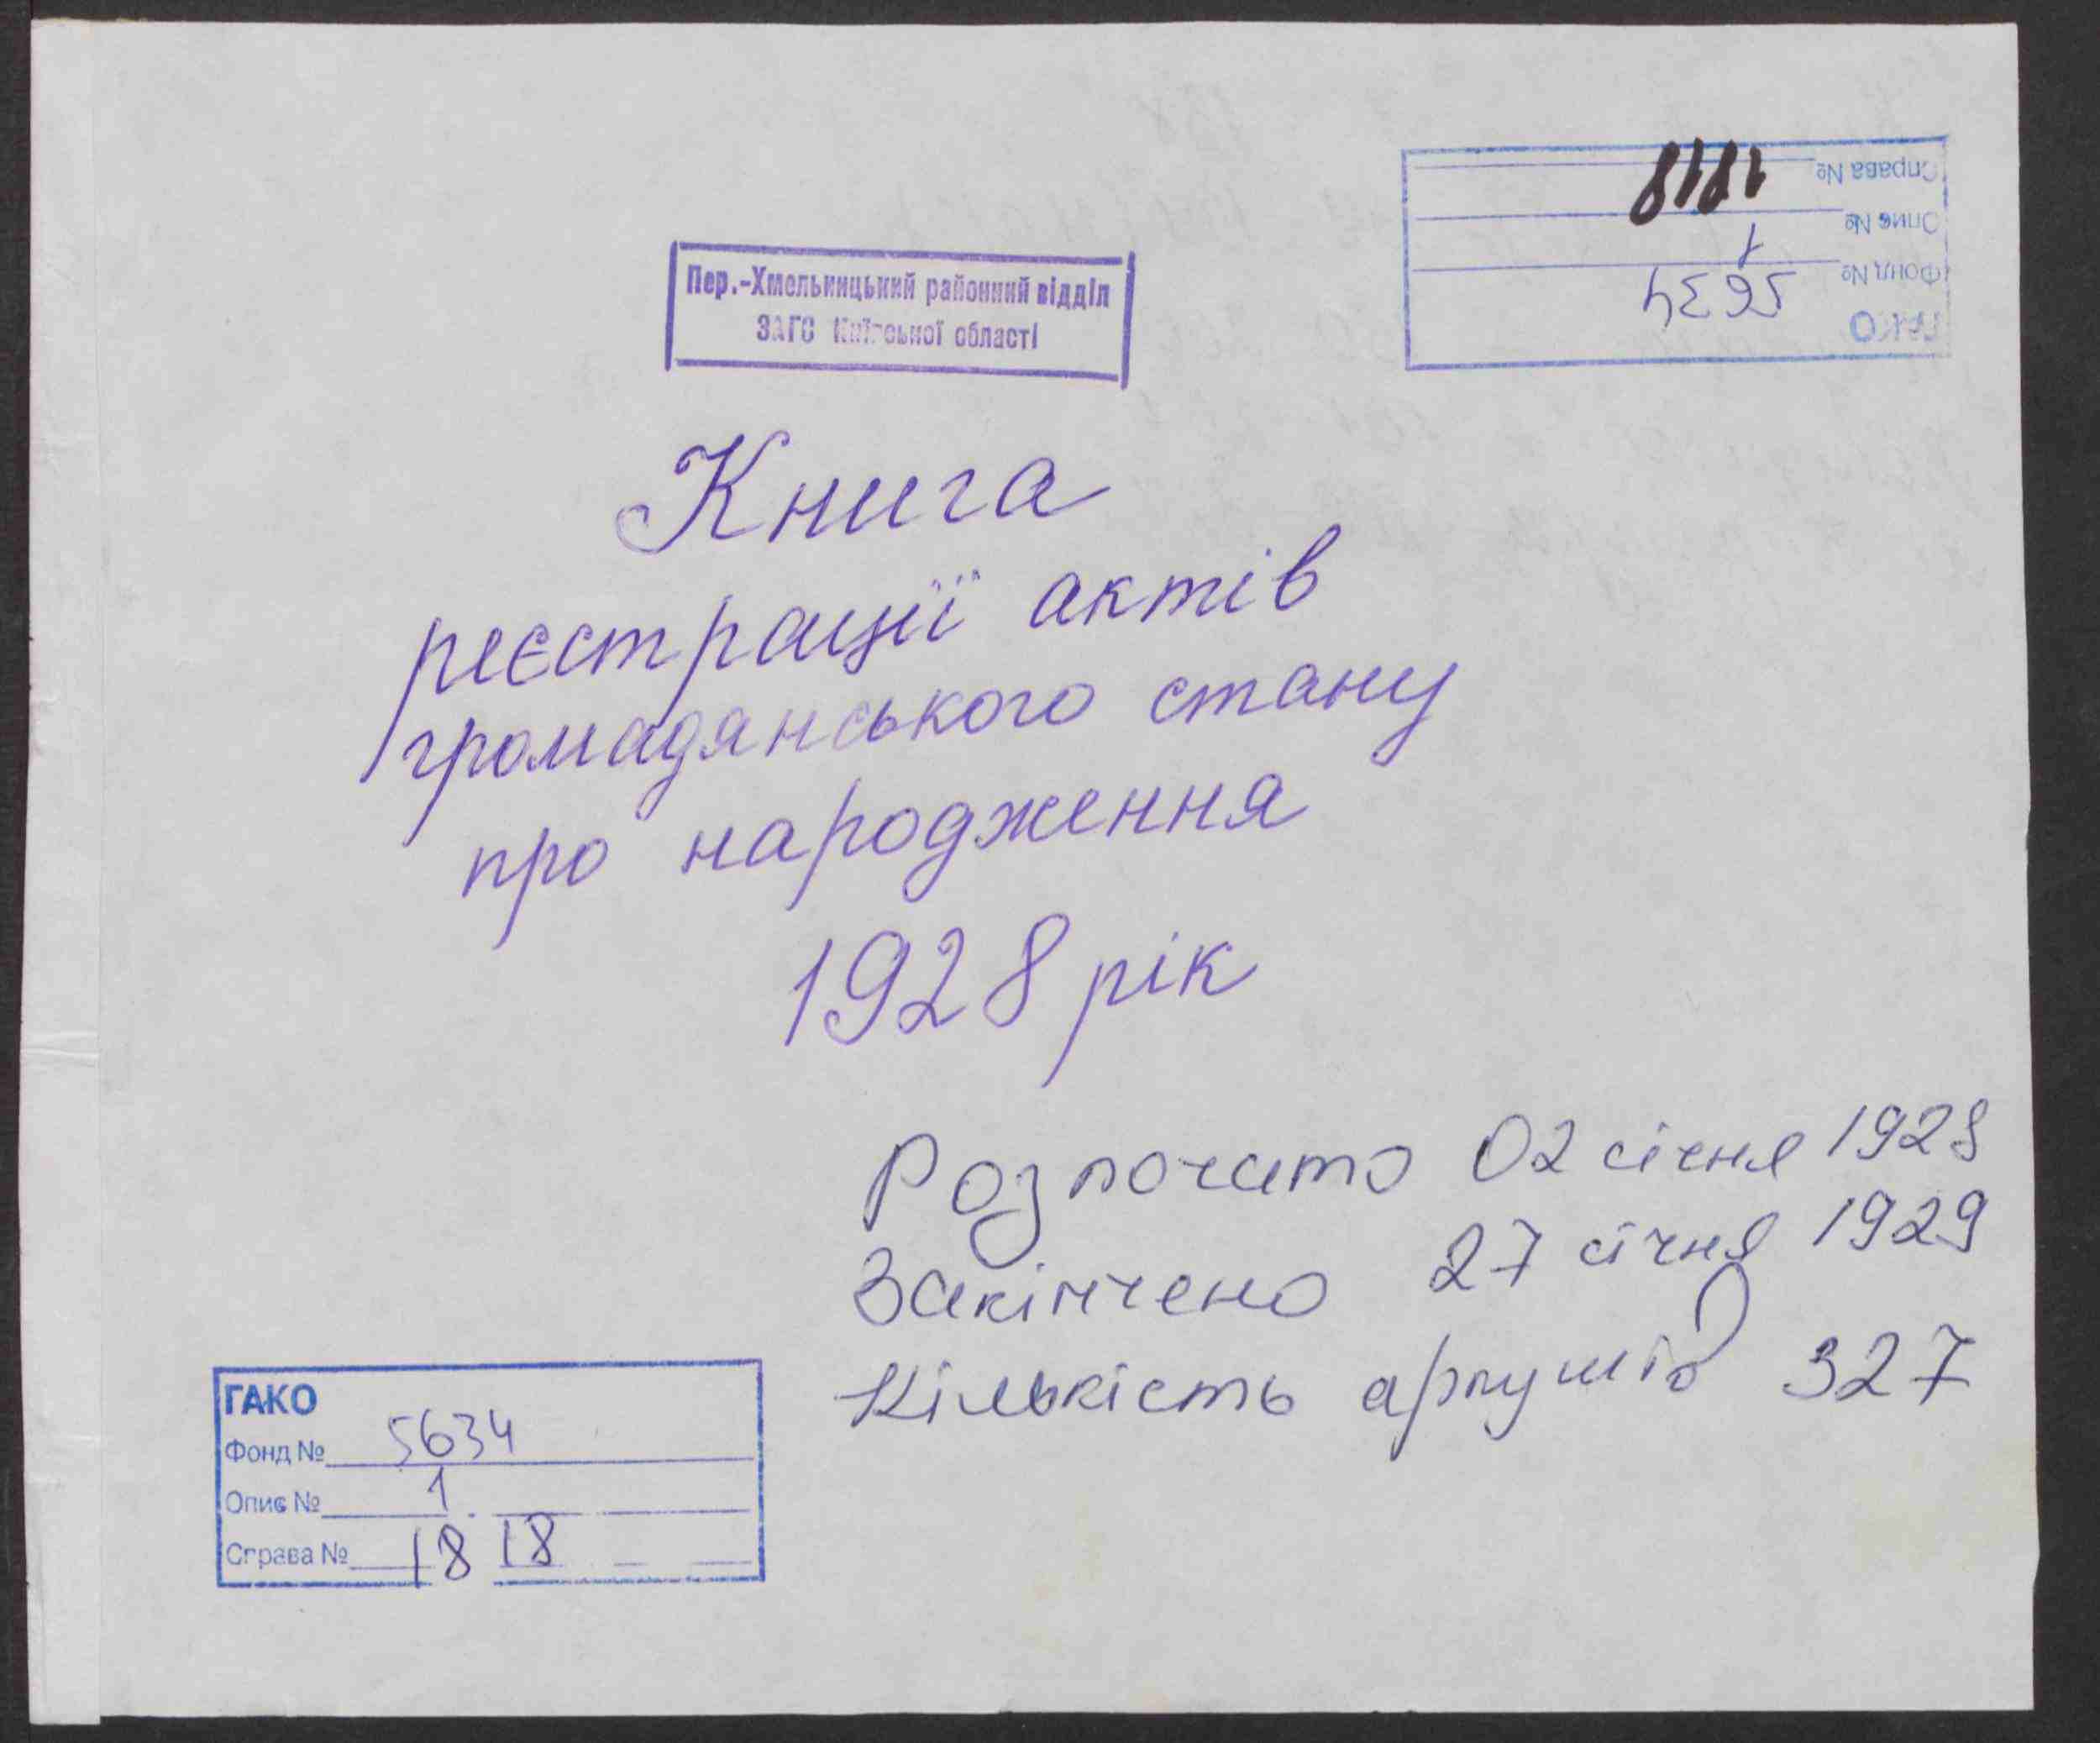 Справа № 1818
Опис № 1
Фонд № 5634
ГАКО
Пер.-Хмельницький районний відділ
ЗАГС Київської області
Книга
реєстрації актів
громадянського стану
про народження
1928 рік
Розпочато 02 січня 1928
Закінчено 27 січня 1929
Кількість аркушів 327
ГАКО
Фонд № 5634
Опис № 1
Справа № 1818